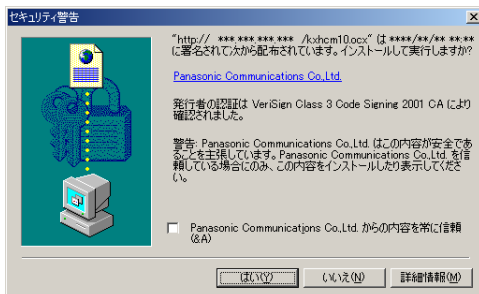 セキュリティ警告
"http:// ***.***.***.*** /kxhcm10.ocx" は ****/**/** **:**
に署名されて次から配布されています。インストールして実行しますか?
Panasonic Communications Co.,Ltd.
発行者の認証は VeriSign Class 3 Code Signing 2001 CA により
確認されました。
警告: Panasonic Communications Co.,Ltd. はこの内容が安全であ
ることを主張しています。Panasonic Communications Co.,Ltd. を信
頼している場合にのみ、この内容をインストールしたり表示してくださ
い。
Panasonic Communications Co.,Ltd. からの内容を常に信頼
(&A)
はい(Y)
いいえ(N)
詳細情報(M)